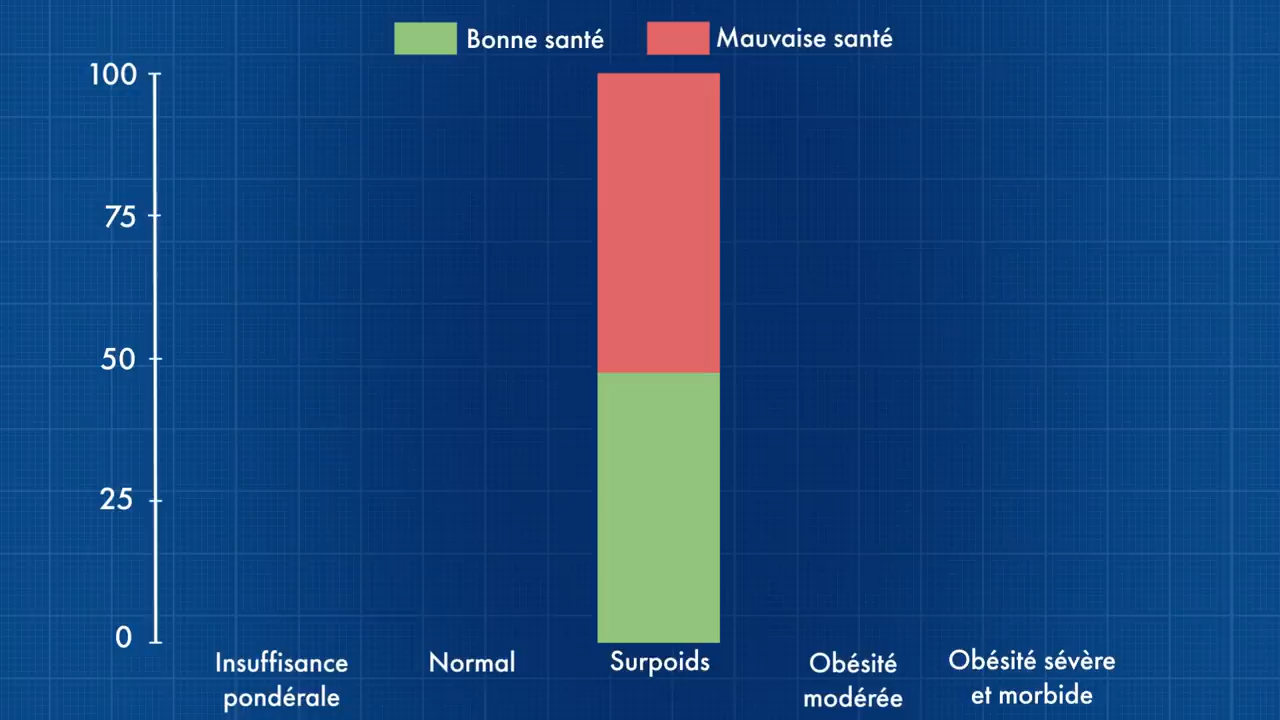 Bonne santé
Mauvaise santé
100
75
50
25
0
Insuffisance
pondérale
Normal
Surpoids
Obésité
modérée
Obésité sévère
et morbide